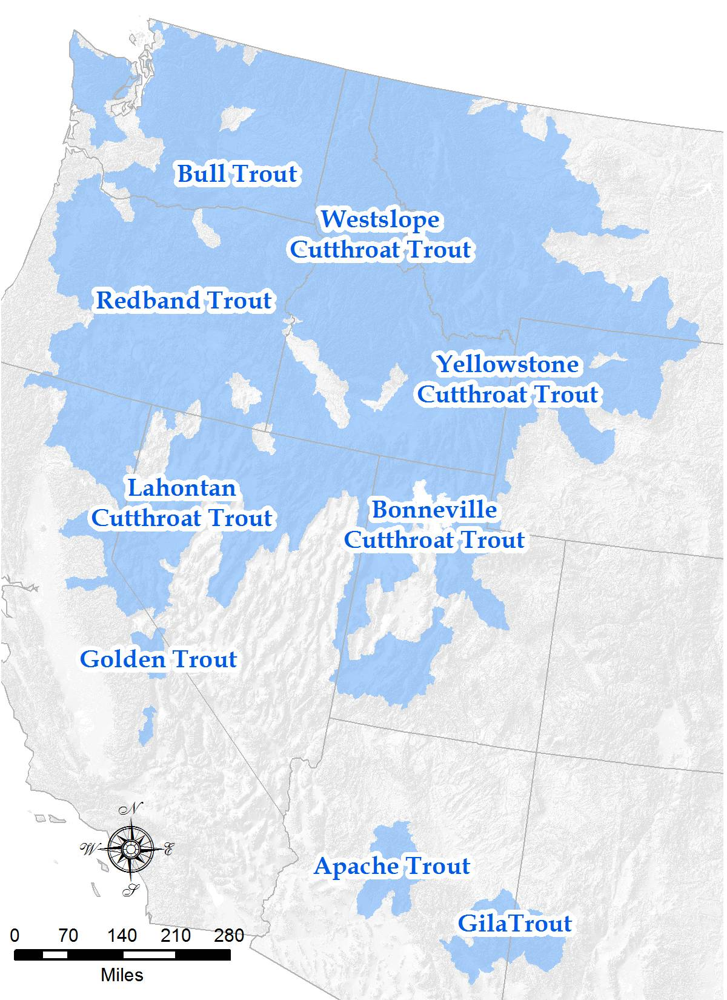 Bull Trout
Westslope
Cutthroat Trout
Redband Trout
Yellowstone
Cutthroat Trout
Lahontan
Cutthroat Trout
Bonneville
Cutthroat Trout
Golden Trout
N
W
E
S
Apache Trout
GilaTrout
0 70 140 210 280
Miles